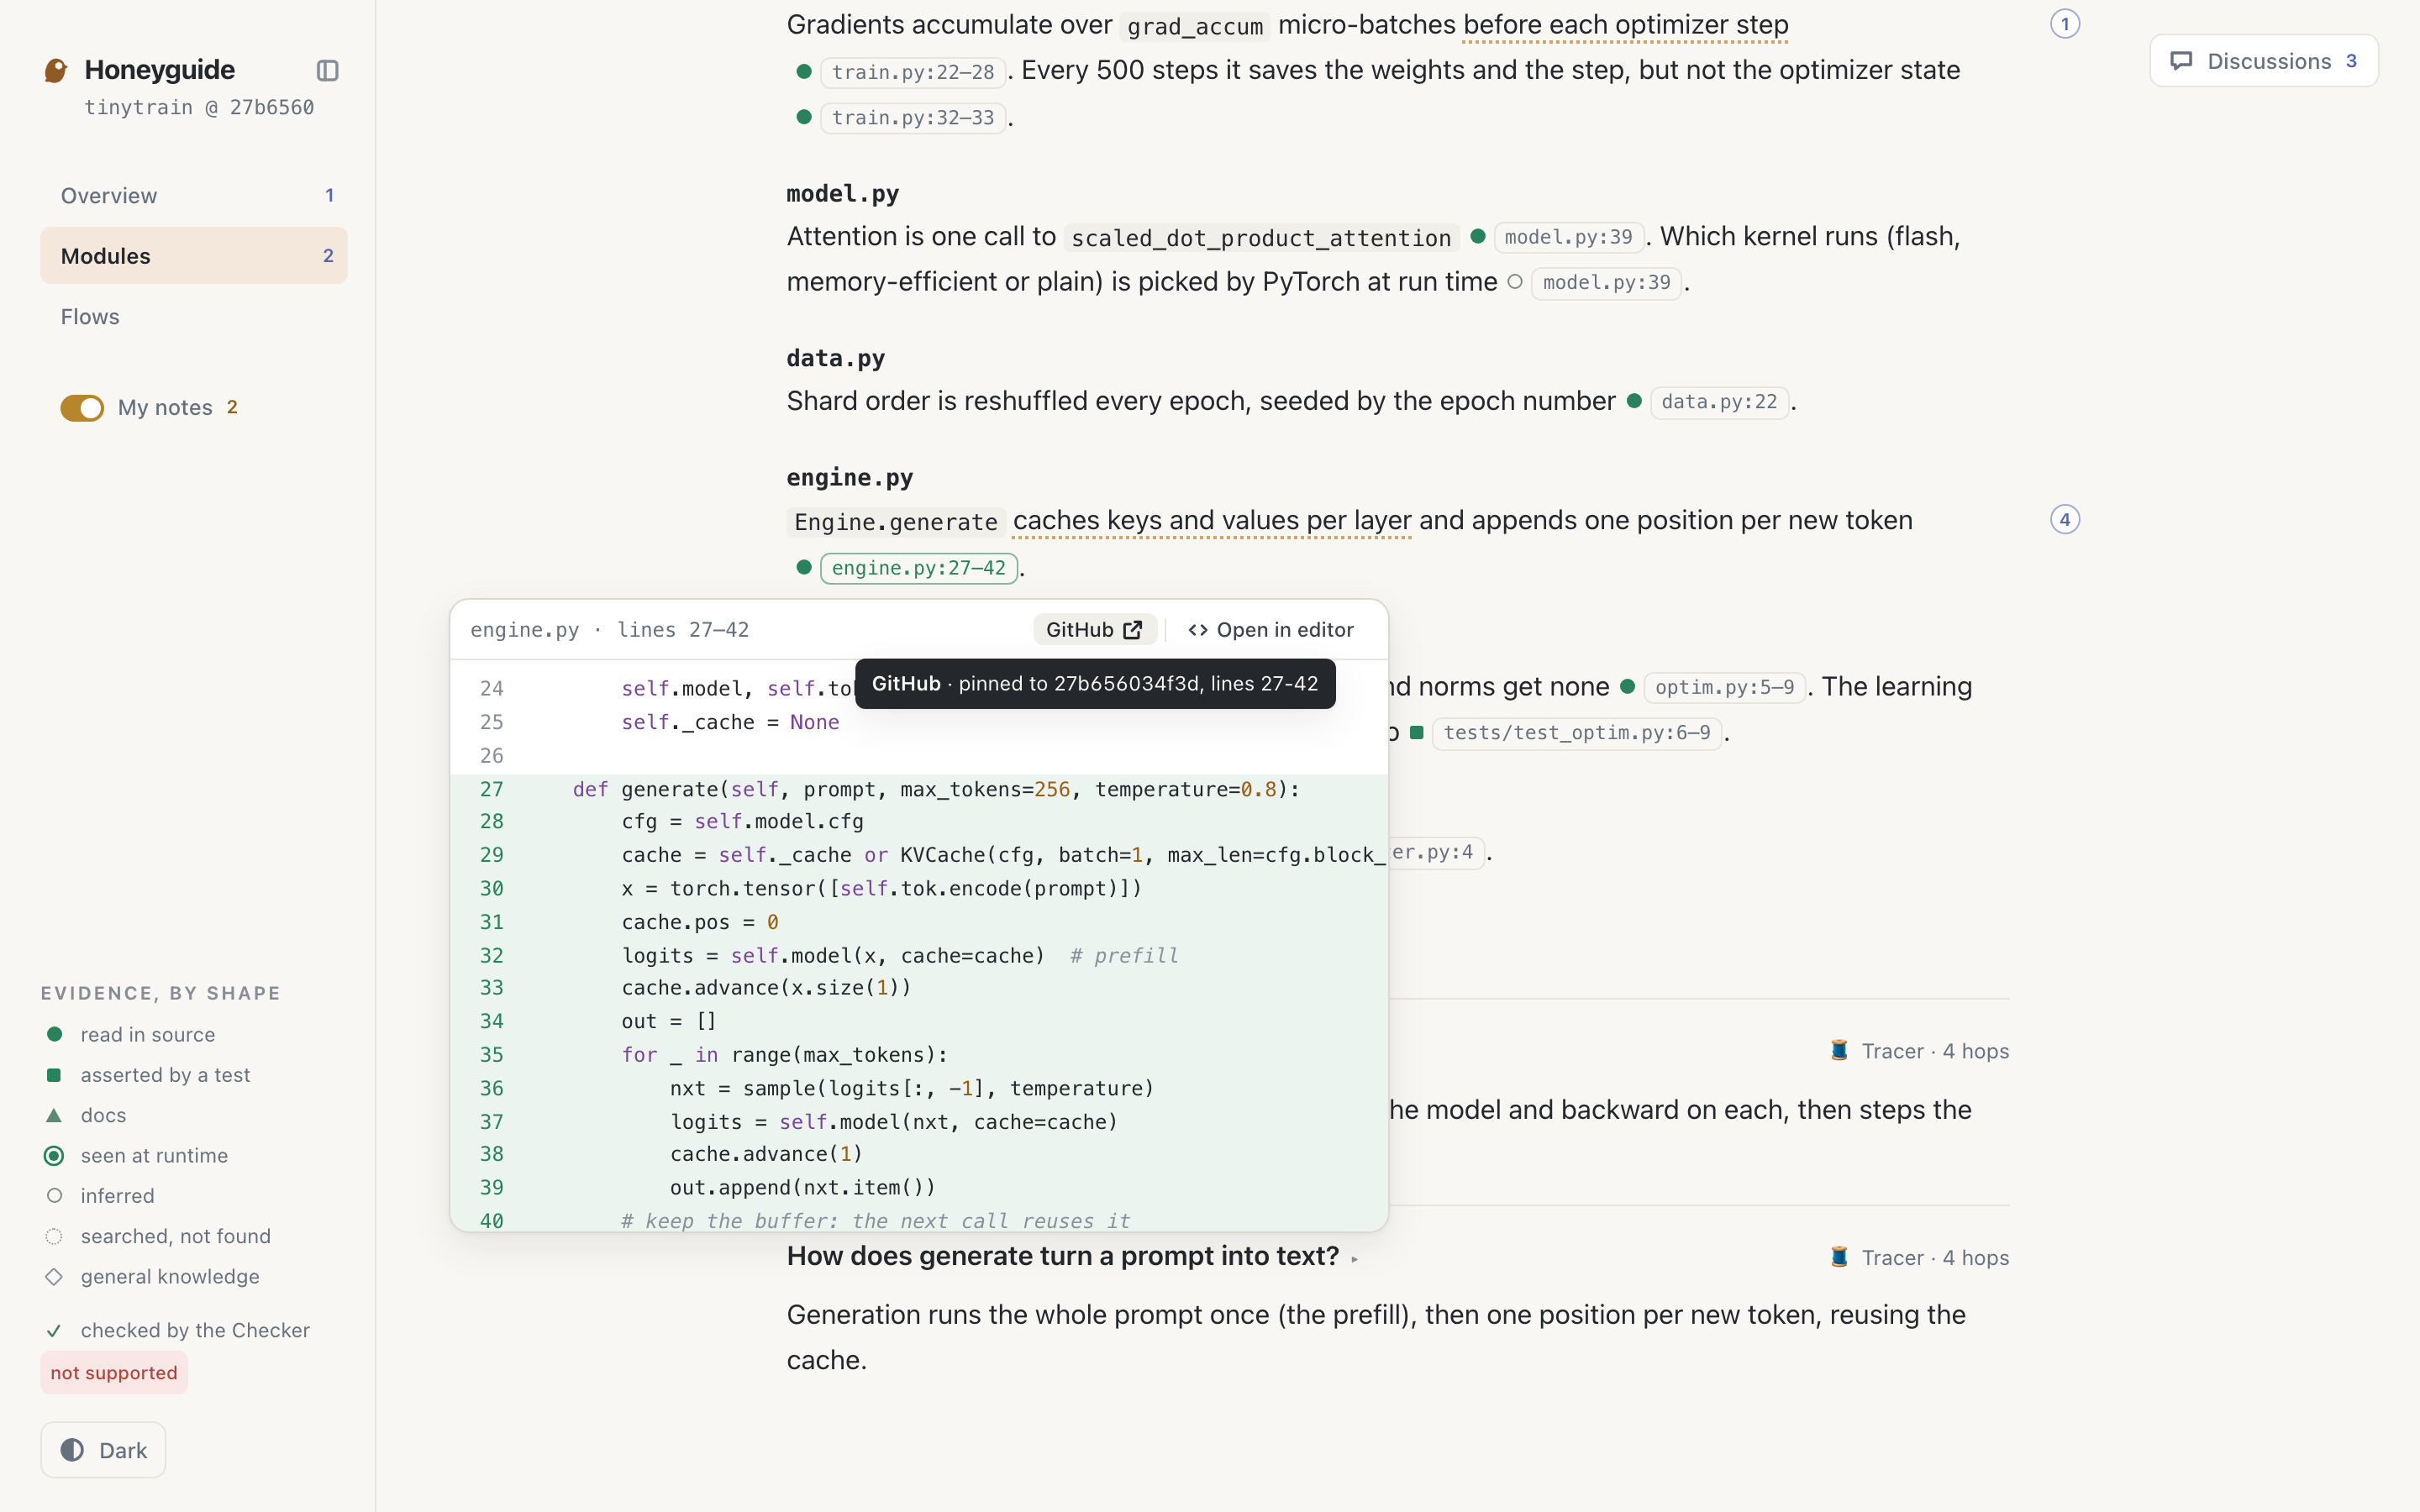 Honeyguide
tinytrain @ 27b6560
Overview 1
Modules 2
Flows
My notes 2
EVIDENCE, BY SHAPE
read in source
asserted by a test
docs
seen at runtime
inferred
searched, not found
general knowledge
checked by the Checker
not supported
Dark
Discussions 3
Gradients accumulate over grad_accum micro-batches before each optimizer step 1
train.py:22–28 . Every 500 steps it saves the weights and the step, but not the optimizer state
train.py:32–33 .
model.py
Attention is one call to scaled_dot_product_attention model.py:39 . Which kernel runs (flash,
memory-efficient or plain) is picked by PyTorch at run time model.py:39 .
data.py
Shard order is reshuffled every epoch, seeded by the epoch number data.py:22 .
engine.py
Engine.generate caches keys and values per layer and appends one position per new token 4
engine.py:27–42 .
engine.py · lines 27–42 GitHub <> Open in editor
GitHub · pinned to 27b656034f3d, lines 27-42
24 self.model, self.to
25 self._cache = None
26
27 def generate(self, prompt, max_tokens=256, temperature=0.8):
28 cfg = self.model.cfg
29 cache = self._cache or KVCache(cfg, batch=1, max_len=cfg.block_
30 x = torch.tensor([self.tok.encode(prompt)])
31 cache.pos = 0
32 logits = self.model(x, cache=cache) # prefill
33 cache.advance(x.size(1))
34 out = []
35 for _ in range(max_tokens):
36 nxt = sample(logits[:, −1], temperature)
37 logits = self.model(nxt, cache=cache)
38 cache.advance(1)
39 out.append(nxt.item())
40 # keep the buffer: the next call reuses it
norms get none optim.py:5–9 . The learning
tests/test_optim.py:6–9 .
er.py:4 .
Tracer · 4 hops
he model and backward on each, then steps the
How does generate turn a prompt into text? Tracer · 4 hops
Generation runs the whole prompt once (the prefill), then one position per new token, reusing the
cache.